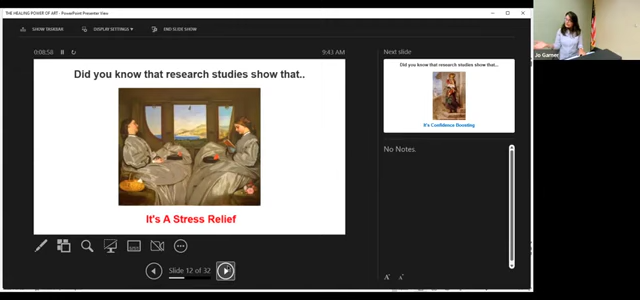 THE HEALING POWER OF ART - PowerPoint Presenter View
SHOW TASKBAR
DISPLAY SETTINGS
END SLIDE SHOW
0:08:58
9:43 AM
Did you know that research studies show that..
It's A Stress Relief
Slide 12 of 32
Next slide
Did you know that research studies show that...
It's Confidence Boosting
No Notes.
A A
Jo Garner